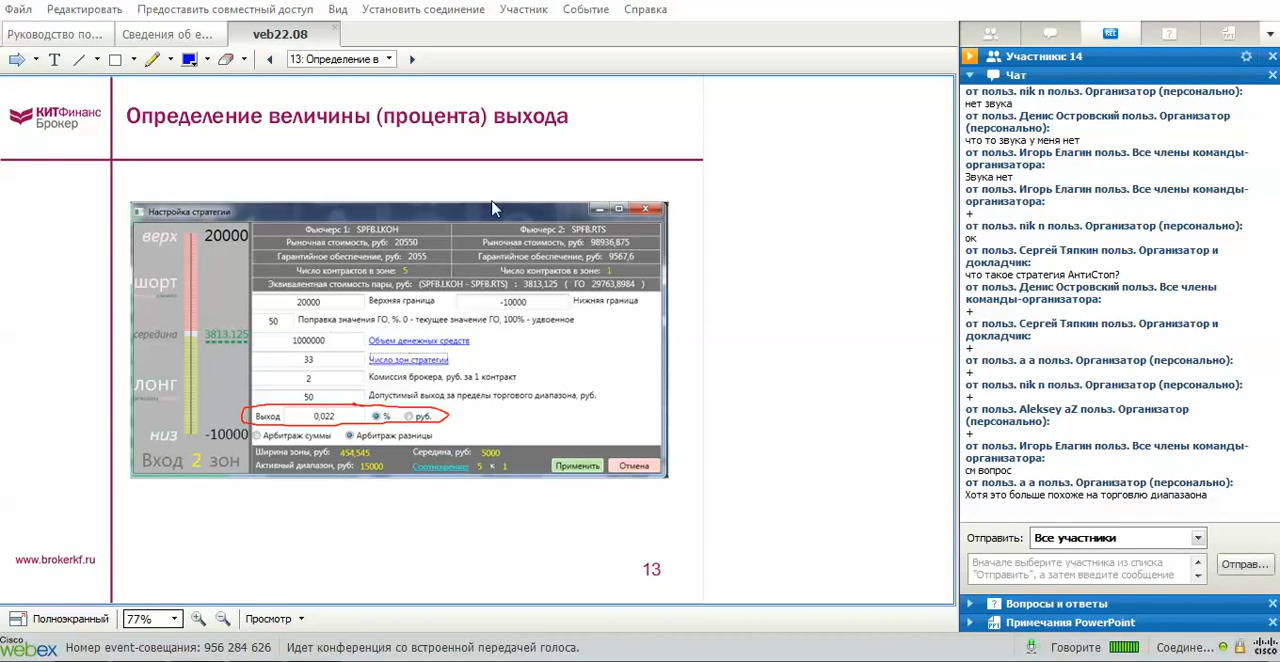 Файл Редактировать Предоставить совместный доступ Вид Установить соединение Участник Событие Справка
Руководство по... Сведения об е... veb22.08
13: Определение в
КИТФинанс
Брокер
Определение величины (процента) выхода
Настройка стратегии
верх 20000
шорт
середина 3813,125
лонг
низ -10000
Вход 2 зон
Фьючерс 1: SPFB.LKOH Фьючерс 2: SPFB.RTS
Рыночная стоимость, руб: 20550 Рыночная стоимость, руб: 98936,875
Гарантийное обеспечение, руб: 2055 Гарантийное обеспечение, руб: 9567,6
Число контрактов в зоне: 5 Число контрактов в зоне: 1
Эквивалентная стоимость пары, руб: (SPFB.LKOH - SPFB.RTS) : 3813,125 ( ГО 29763,8984 )
20000 Верхняя граница -10000 Нижняя граница
50 Поправка значения ГО, %. 0 - текущее значение ГО, 100% - удвоенное
1000000 Объем денежных средств
33 Число зон стратегии
2 Комиссия брокера, руб. за 1 контракт
50 Допустимый выход за пределы торгового диапазона, руб.
Выход 0,022 % руб.
Арбитраж суммы Арбитраж разницы
Ширина зоны, руб: 454,545 Середина, руб: 5000
Активный диапазон, руб: 15000 Соотношение: 5 к 1 Применить Отмена
www.brokerkf.ru
13
Полноэкранный 77% Просмотр
Cisco
webex Номер event-совещания: 956 284 626 Идет конференция со встроенной передачей голоса.
REC
Участники: 14
Чат
от польз. nik n польз. Организатор (персонально):
нет звука
от польз. Денис Островский польз. Организатор
(персонально):
что то звука у меня нет
от польз. Игорь Елагин польз. Все члены команды-
организатора:
Звука нет
от польз. Игорь Елагин польз. Все члены команды-
организатора:
+
от польз. nik n польз. Организатор (персонально):
ок
от польз. Сергей Тяпкин польз. Организатор и
докладчик:
что такое стратегия АнтиСтоп?
от польз. Денис Островский польз. Все члены
команды-организатора:
+
от польз. Сергей Тяпкин польз. Организатор и
докладчик:
+
от польз. a a польз. Организатор (персонально):
+
от польз. nik n польз. Организатор (персонально):
+
от польз. Aleksey aZ польз. Организатор
(персонально):
+
от польз. Игорь Елагин польз. Все члены команды-
организатора:
см вопрос
от польз. a a польз. Организатор (персонально):
Хотя это больше похоже на торговлю диапазаона
Отправить: Все участники
Вначале выберите участника из списка
"Отправить", а затем введите сообщение
Отправ...
Вопросы и ответы
Примечания PowerPoint
Говорите Соедине... cisco